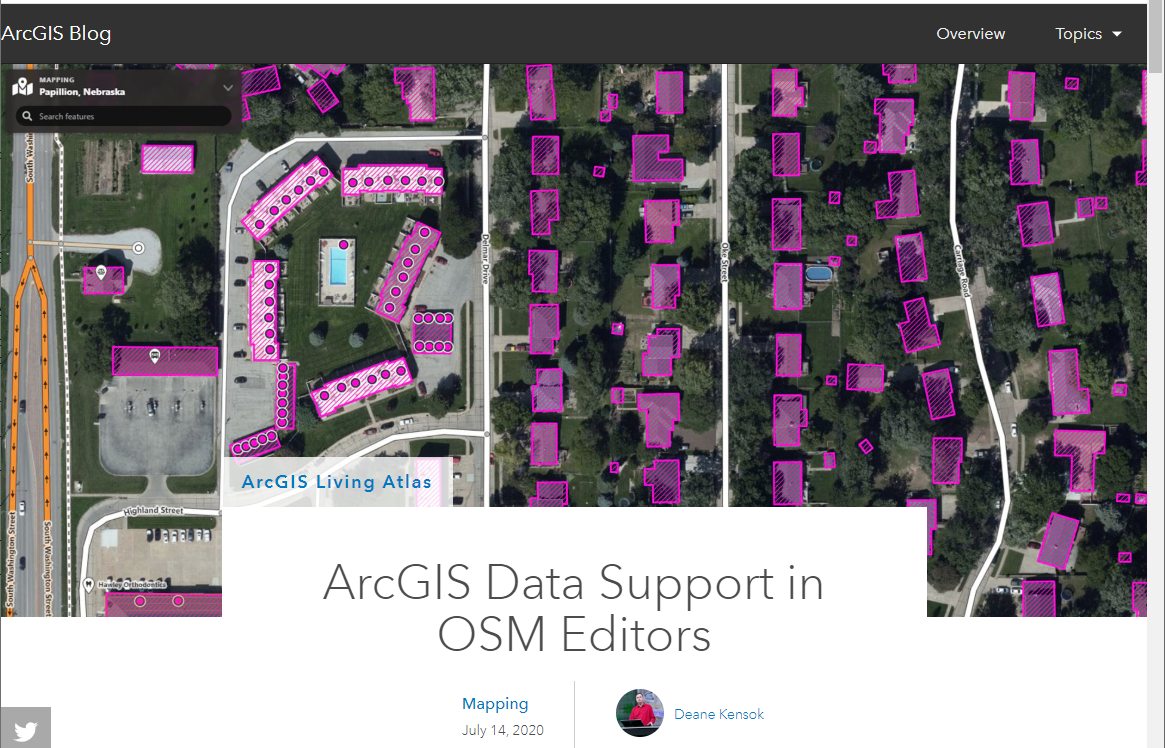 ArcGIS Blog
Overview
Topics
MAPPING
Papillion, Nebraska
Search features
South Washi
Delmar Drive
Oke Street
Carriage Road
ArcGIS Living Atlas
Highland Street
South Washington Street
South Washington Street
Hawley Orthodontics
ArcGIS Data Support in
OSM Editors
Mapping
July 14, 2020
Deane Kensok